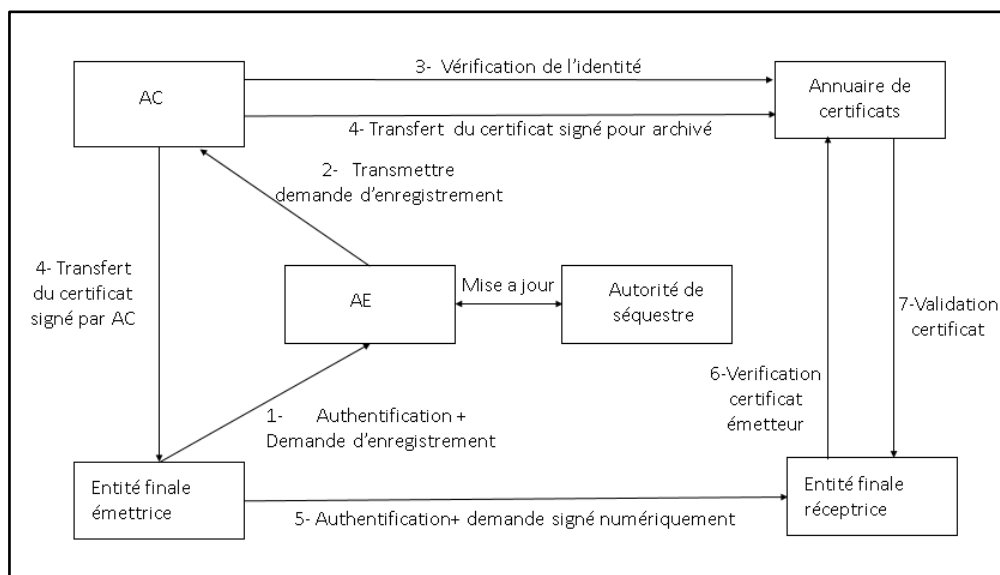 3- Vérification de l'identité
AC
Annuaire de
certificats
4- Transfert du certificat signé pour archivé
2- Transmettre
demande d'enregistrement
4- Transfert
du certificat
signé par AC
AE
Mise a jour
Autorité de
séquestre
7-Validation
certificat
6-Verification
certificat
émetteur
1- Authentification +
Demande d'enregistrement
Entité finale
émettrice
5- Authentification+ demande signé numériquement
Entité finale
réceptrice